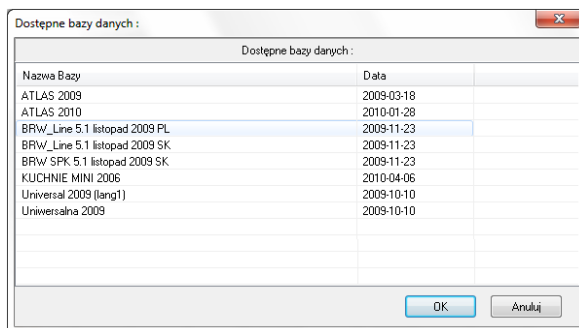 Dostępne bazy danych :
Dostępne bazy danych :
Nazwa Bazy Data
ATLAS 2009 2009-03-18
ATLAS 2010 2010-01-28
BRW_Line 5.1 listopad 2009 PL 2009-11-23
BRW_Line 5.1 listopad 2009 SK 2009-11-23
BRW SPK 5.1 listopad 2009 SK 2009-11-23
KUCHNIE MINI 2006 2010-04-06
Universal 2009 (lang1) 2009-10-10
Uniwersalna 2009 2009-10-10
OK Anuluj